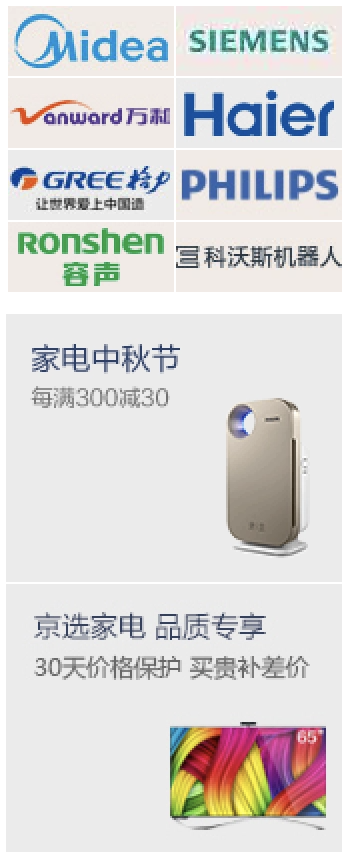 Midea
SIEMENS
Vanward万和
Haier
GREE格力
让世界爱上中国造
PHILIPS
Ronshen
容声
科沃斯机器人
家电中秋节
每满300减30
京选家电 品质专享
30天价格保护 买贵补差价
65"